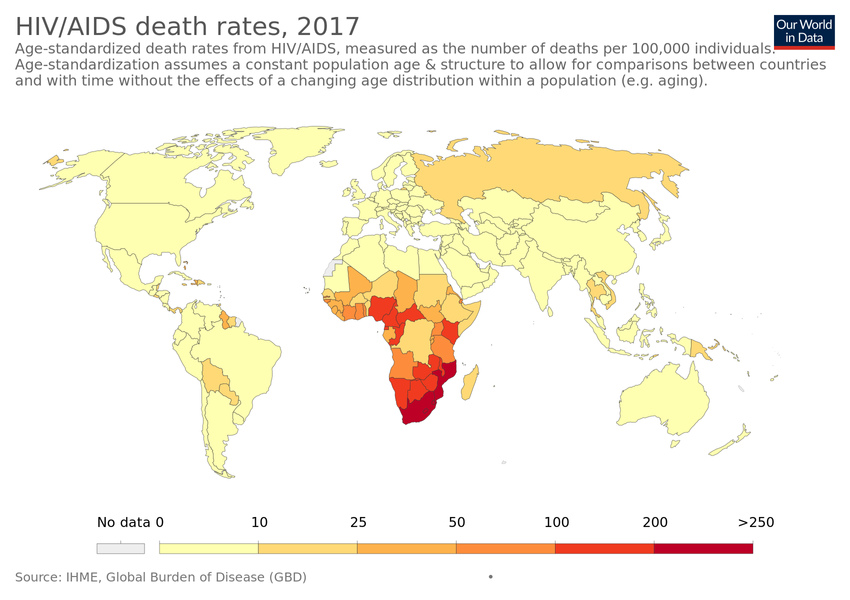 HIV/AIDS death rates, 2017
Our World
in Data
Age-standardized death rates from HIV/AIDS, measured as the number of deaths per 100,000 individuals.
Age-standardization assumes a constant population age & structure to allow for comparisons between countries
and with time without the effects of a changing age distribution within a population (e.g. aging).
No data 0 10 25 50 100 200 >250
Source: IHME, Global Burden of Disease (GBD)